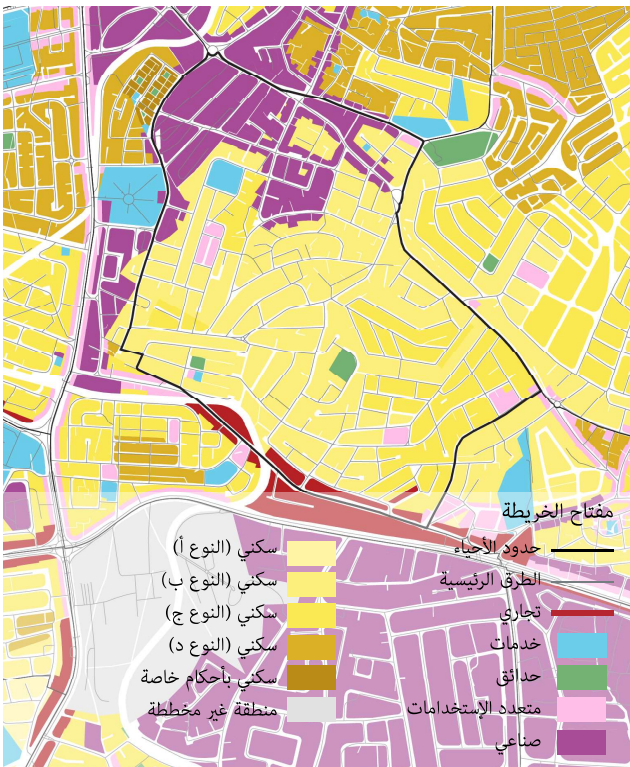 مفتاح الخريطة
حدود الأحياء
الطرق الرئيسية
تجاري
خدمات
حدائق
متعدد الإستخدامات
صناعي
سكني (النوع أ)
سكني (النوع ب)
سكني (النوع ج)
سكني (النوع د)
سكني بأحكام خاصة
منطقة غير مخططة